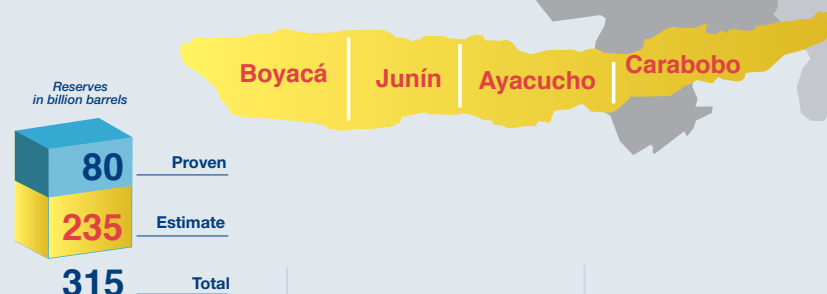 Boyacá
Junín
Ayacucho
Carabobo
Reserves
in billion barrels
80
Proven
235
Estimate
315
Total